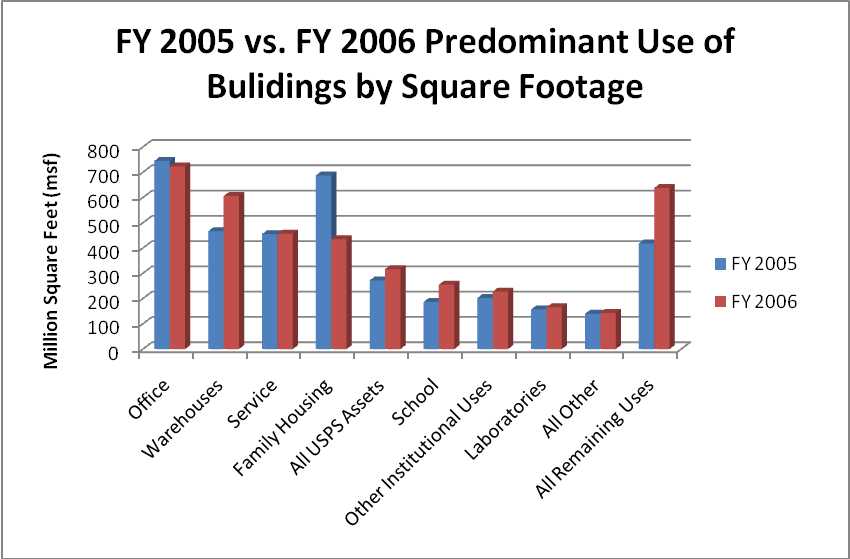 FY 2005 vs. FY 2006 Predominant Use of
Bulidings by Square Footage
Million Square Feet (msf)
800
700
600
500
400
300
200
100
0
Office
Warehouses
Service
Family Housing
All USPS Assets
School
Other Institutional Uses
Laboratories
All Other
All Remaining Uses
FY 2005
FY 2006